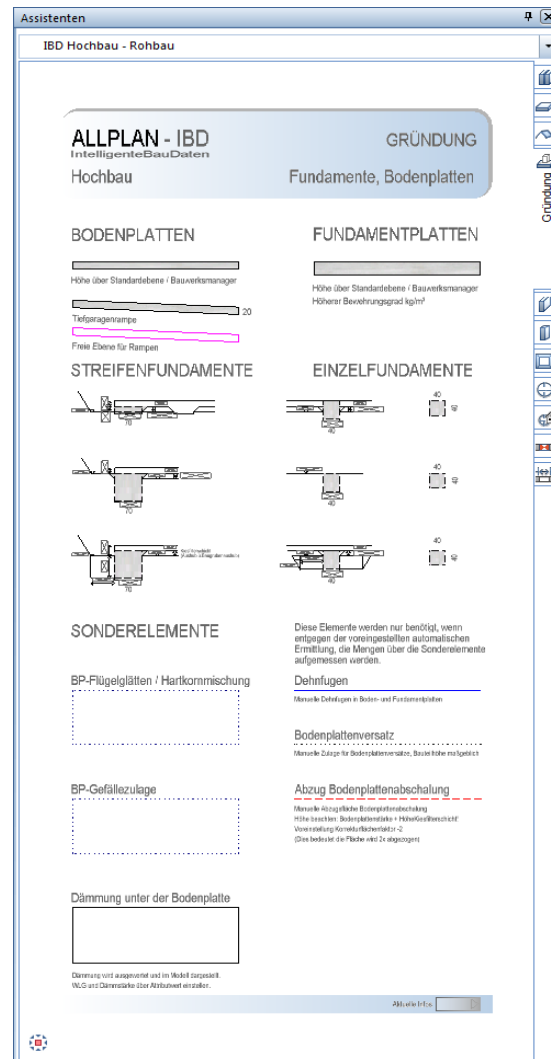 Assistenten
IBD Hochbau - Rohbau
Gründung
ALLPLAN - IBD
IntelligenteBauDaten
GRÜNDUNG
Hochbau
Fundamente, Bodenplatten
BODENPLATTEN
FUNDAMENTPLATTEN
Höhe über Standardebene / Bauwerksmanager
Höhe über Standardebene / Bauwerksmanager
Höherer Bewehrungsgrad kg/m³
20
Tiefgaragenrampe
Freie Ebene für Rampen
STREIFENFUNDAMENTE
EINZELFUNDAMENTE
70
40
40
40
70
40
40
40
70
40
40
40
SONDERELEMENTE
Diese Elemente werden nur benötigt, wenn
entgegen der voreingestellten automatischen
Ermittlung, die Mengen über die Sonderelemente
aufgemessen werden.
BP-Flügelglätten / Hartkornmischung
Dehnfugen
Manuelle Dehnfugen in Boden- und Fundamentplatten
Bodenplattenversatz
Manuelle Zulage für Bodenplattenversätze, Bauteilhöhe maßgeblich
BP-Gefällezulage
Abzug Bodenplattenabschalung
Manuelle Abzugsfläche Bodenplattenabschalung
Höhe beachten: Bodenplattenstärke + HöheKiesfilterschicht!
Voreinstellung Korrekturflächenfaktor -2
(Dies bedeutet die Fläche wird 2x abgezogen)
Dämmung unter der Bodenplatte
Dämmung wird ausgewertet und im Modell dargestellt.
WLG und Dämmstärke über Attributwert einstellen.
Aktuelle Infos